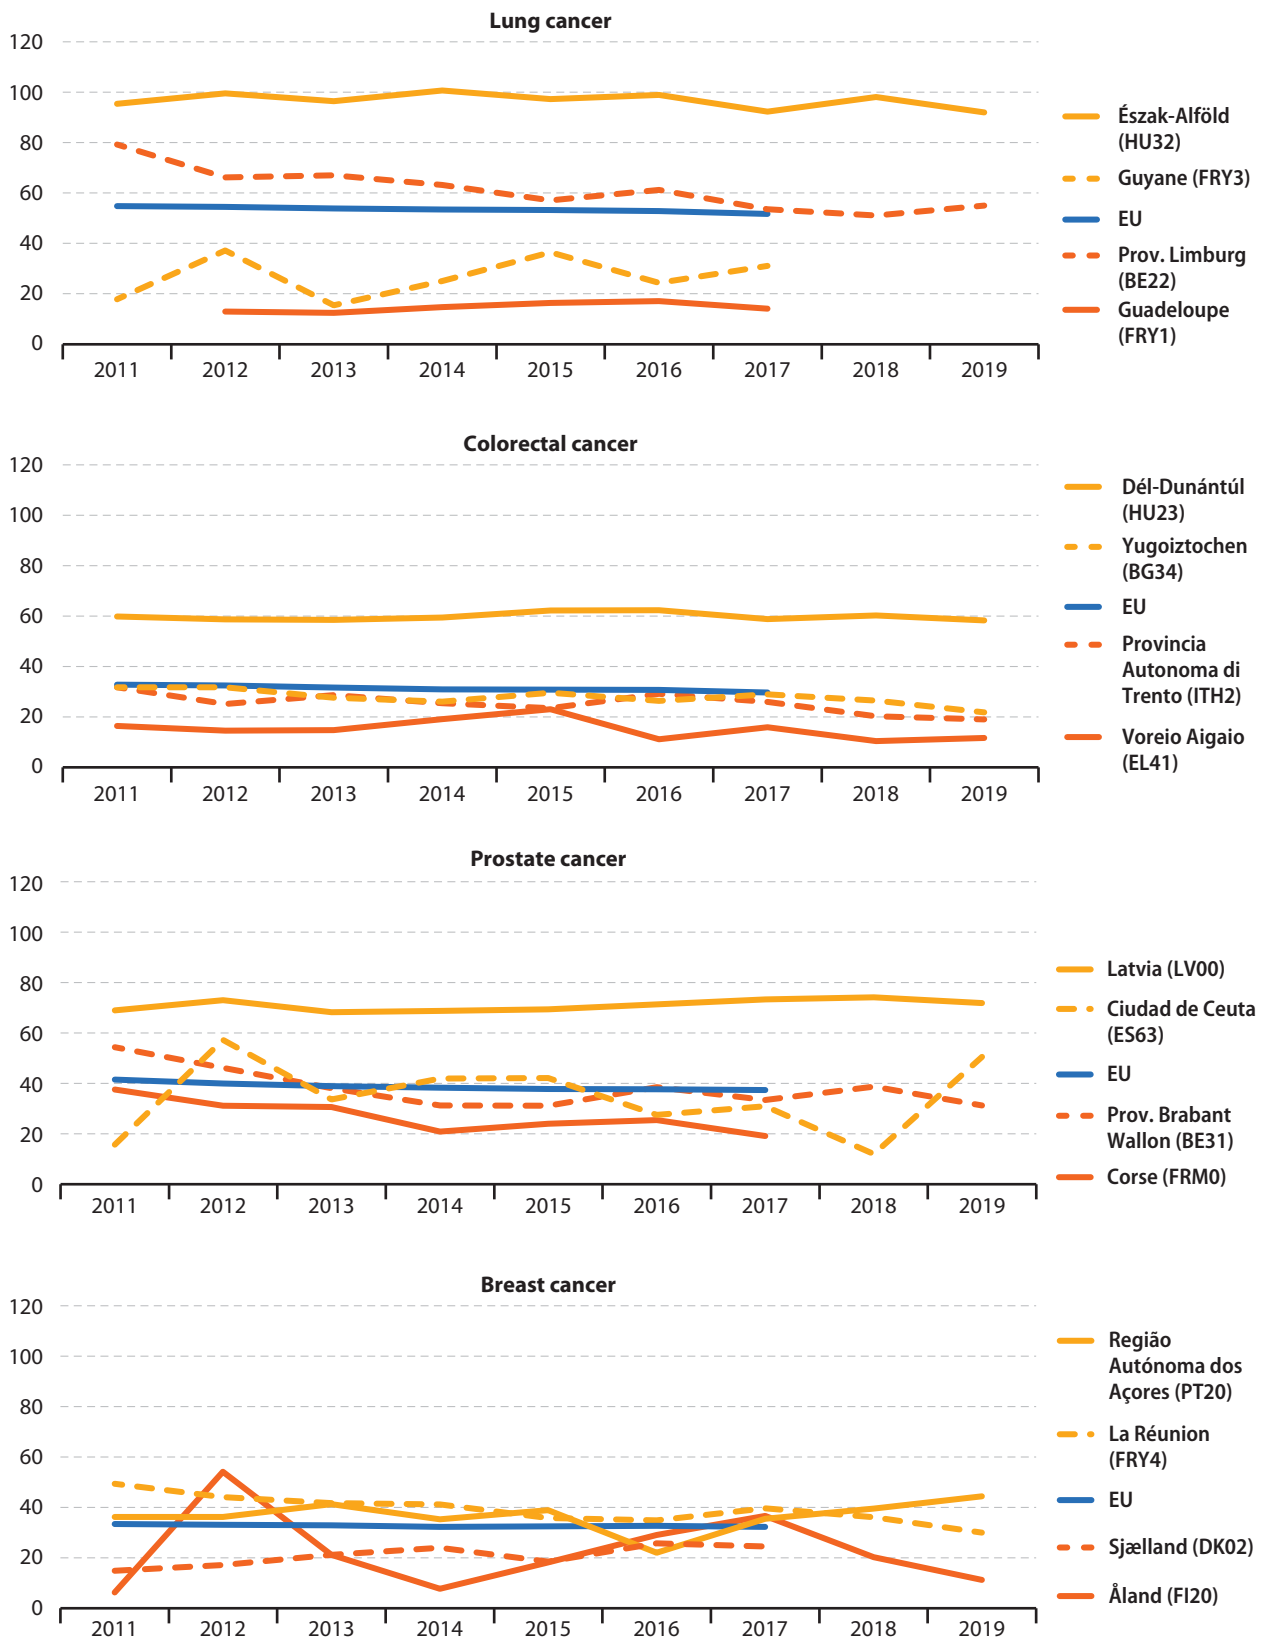 Lung cancer
120
100
80
60
40
20
0
2011 2012 2013 2014 2015 2016 2017 2018 2019
Észak-Alföld
(HU32)
Guyane (FRY3)
EU
Prov. Limburg
(BE22)
Guadeloupe
(FRY1)
Colorectal cancer
120
100
80
60
40
20
0
2011 2012 2013 2014 2015 2016 2017 2018 2019
Dél-Dunántúl
(HU23)
Yugoiztochen
(BG34)
EU
Provincia
Autonoma di
Trento (ITH2)
Voreio Aigaio
(EL41)
Prostate cancer
120
100
80
60
40
20
0
2011 2012 2013 2014 2015 2016 2017 2018 2019
Latvia (LV00)
Ciudad de Ceuta
(ES63)
EU
Prov. Brabant
Wallon (BE31)
Corse (FRM0)
Breast cancer
120
100
80
60
40
20
0
2011 2012 2013 2014 2015 2016 2017 2018 2019
Região
Autónoma dos
Açores (PT20)
La Réunion
(FRY4)
EU
Sjælland (DK02)
Åland (FI20)